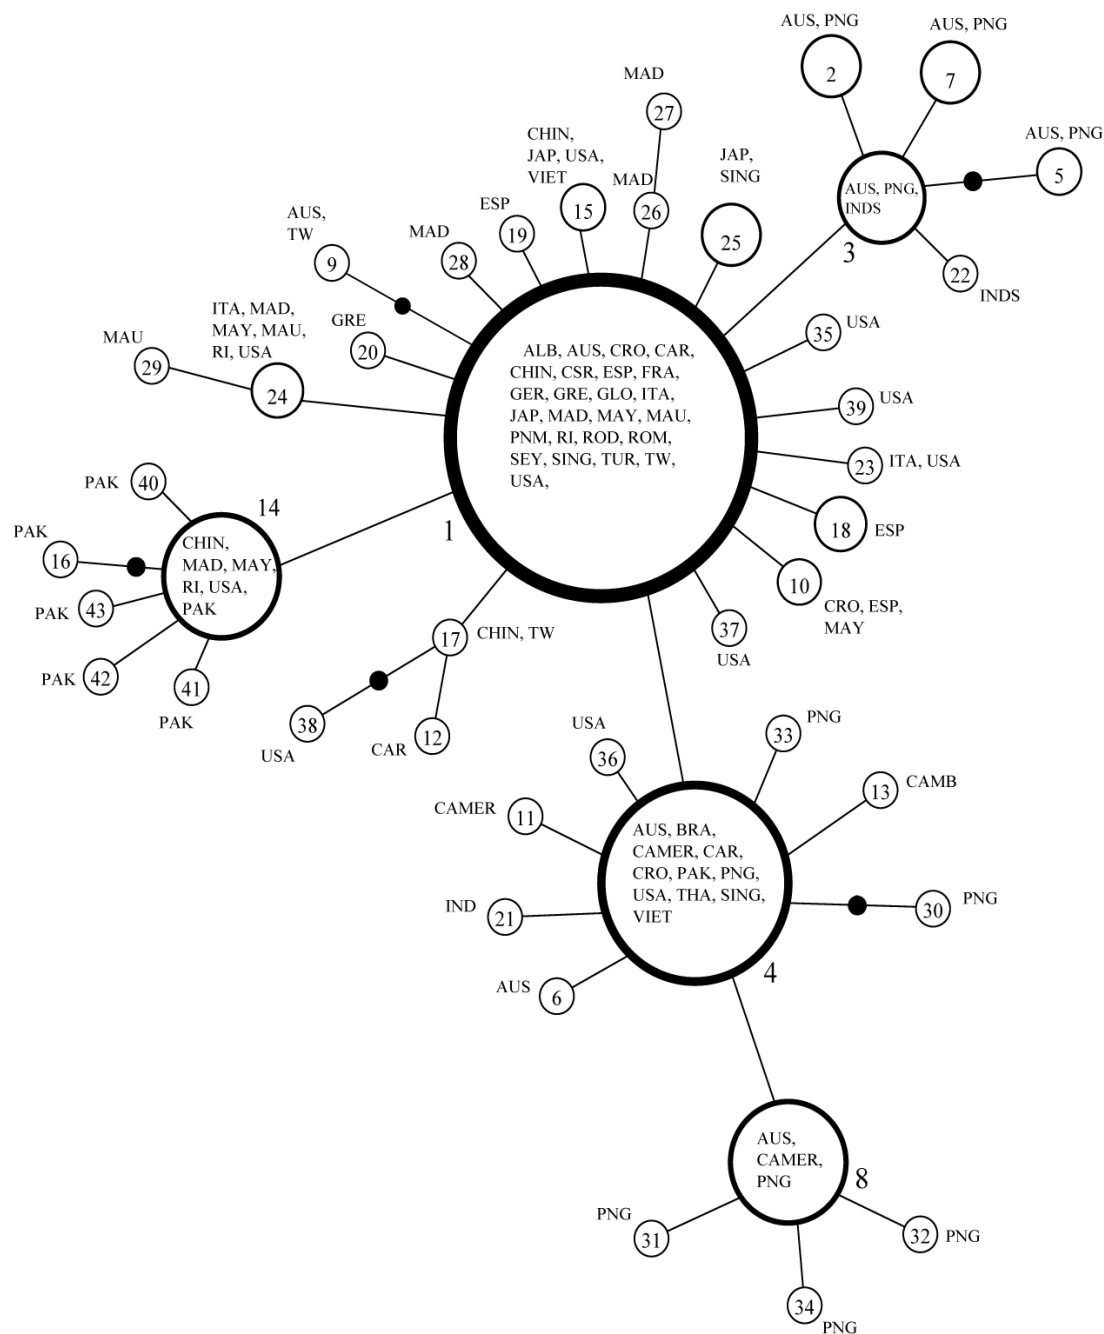 AUS, PNG
2
AUS, PNG
7
AUS, PNG
5
AUS, PNG,
INDS
3
22
INDS
MAD
27
CHIN,
JAP, USA,
VIET
15
MAD
26
JAP,
SING
25
ESP
19
MAD
28
AUS,
TW
9
GRE
20
ITA, MAD,
MAY, MAU,
RI, USA
24
MAU
29
ALB, AUS, CRO, CAR,
CHIN, CSR, ESP, FRA,
GER, GRE, GLO, ITA,
JAP, MAD, MAY, MAU,
PNM, RI, ROD, ROM,
SEY, SING, TUR, TW,
USA,
1
35
USA
39
USA
23
ITA, USA
18
ESP
10
CRO, ESP,
MAY
37
USA
PAK
40
14
PAK
16
CHIN,
MAD, MAY,
RI, USA,
PAK
PAK
43
PAK
42
41
PAK
17
CHIN, TW
38
USA
CAR
12
USA
36
PNG
33
13
CAMB
CAMER
11
AUS, BRA,
CAMER, CAR,
CRO, PAK, PNG,
USA, THA, SING,
VIET
IND
21
30
PNG
AUS
6
4
AUS,
CAMER,
PNG
8
PNG
31
32
PNG
34
PNG